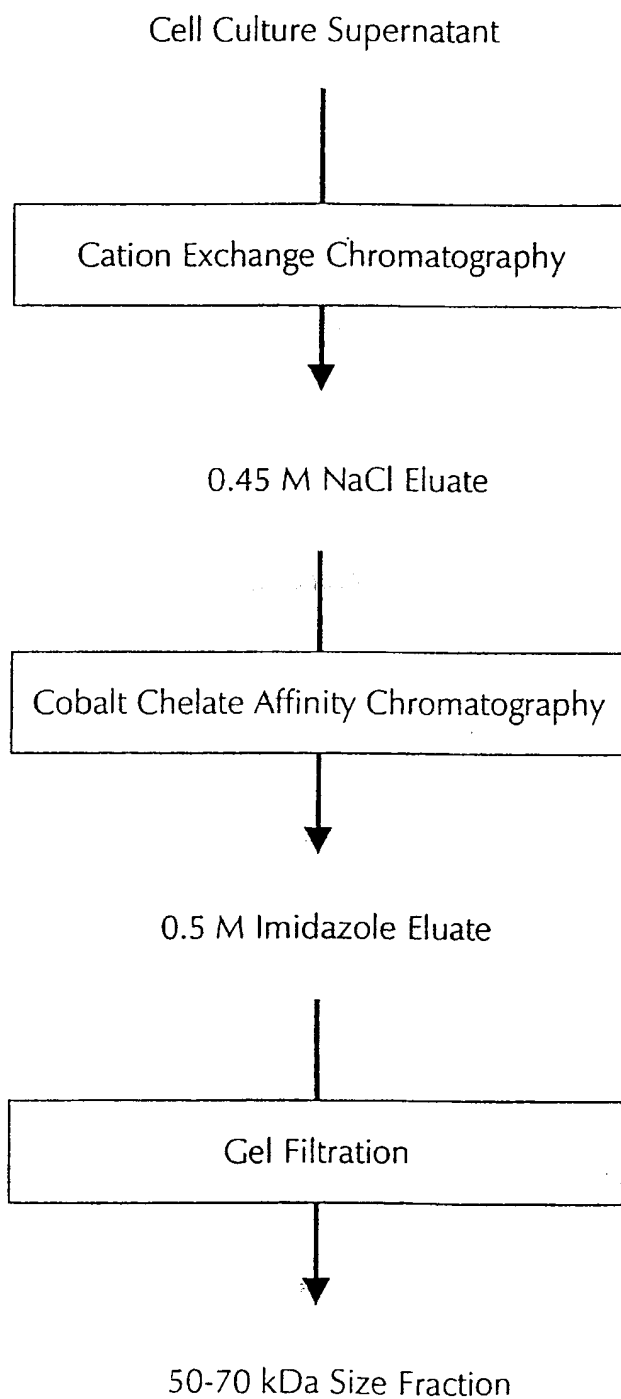 Cell Culture Supernatant
Cation Exchange Chromatography
0.45 M NaCl Eluate
Cobalt Chelate Affinity Chromatography
0.5 M Imidazole Eluate
Gel Filtration
50-70 kDa Size Fraction